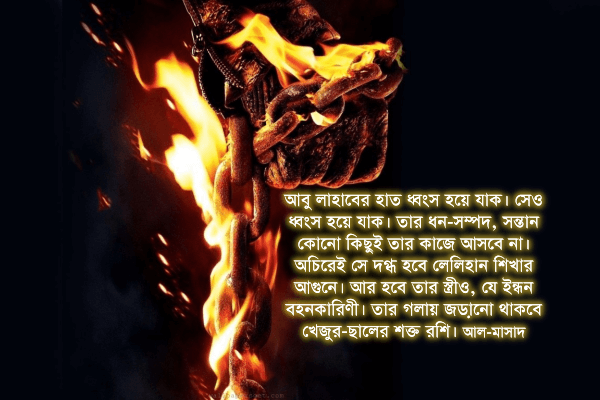 আবু লাহাবের হাত ধ্বংস হয়ে যাক। সেও
ধ্বংস হয়ে যাক। তার ধন-সম্পদ, সন্তান
কোনো কিছুই তার কাজে আসবে না।
অচিরেই সে দগ্ধ হবে লেলিহান শিখার
আগুনে। আর হবে তার স্ত্রীও, যে ইন্ধন
বহনকারিণী। তার গলায় জড়ানো থাকবে
খেজুর-ছালের শক্ত রশি। আল-মাসাদ